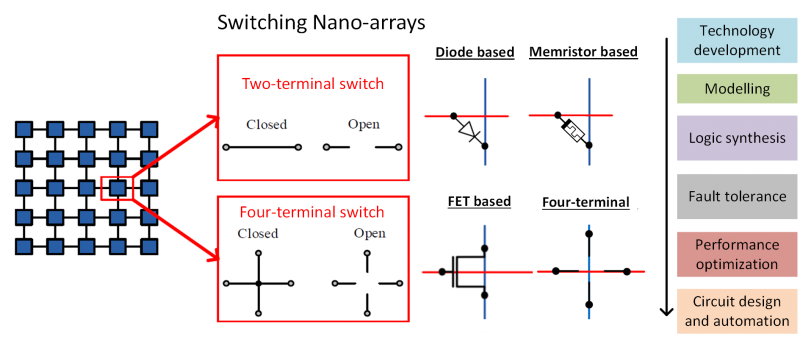 Switching Nano-arrays
Two-terminal switch
Closed
Open
Diode based
Memristor based
Four-terminal switch
Closed
Open
FET based
Four-terminal
Technology
development
Modelling
Logic synthesis
Fault tolerance
Performance
optimization
Circuit design
and automation